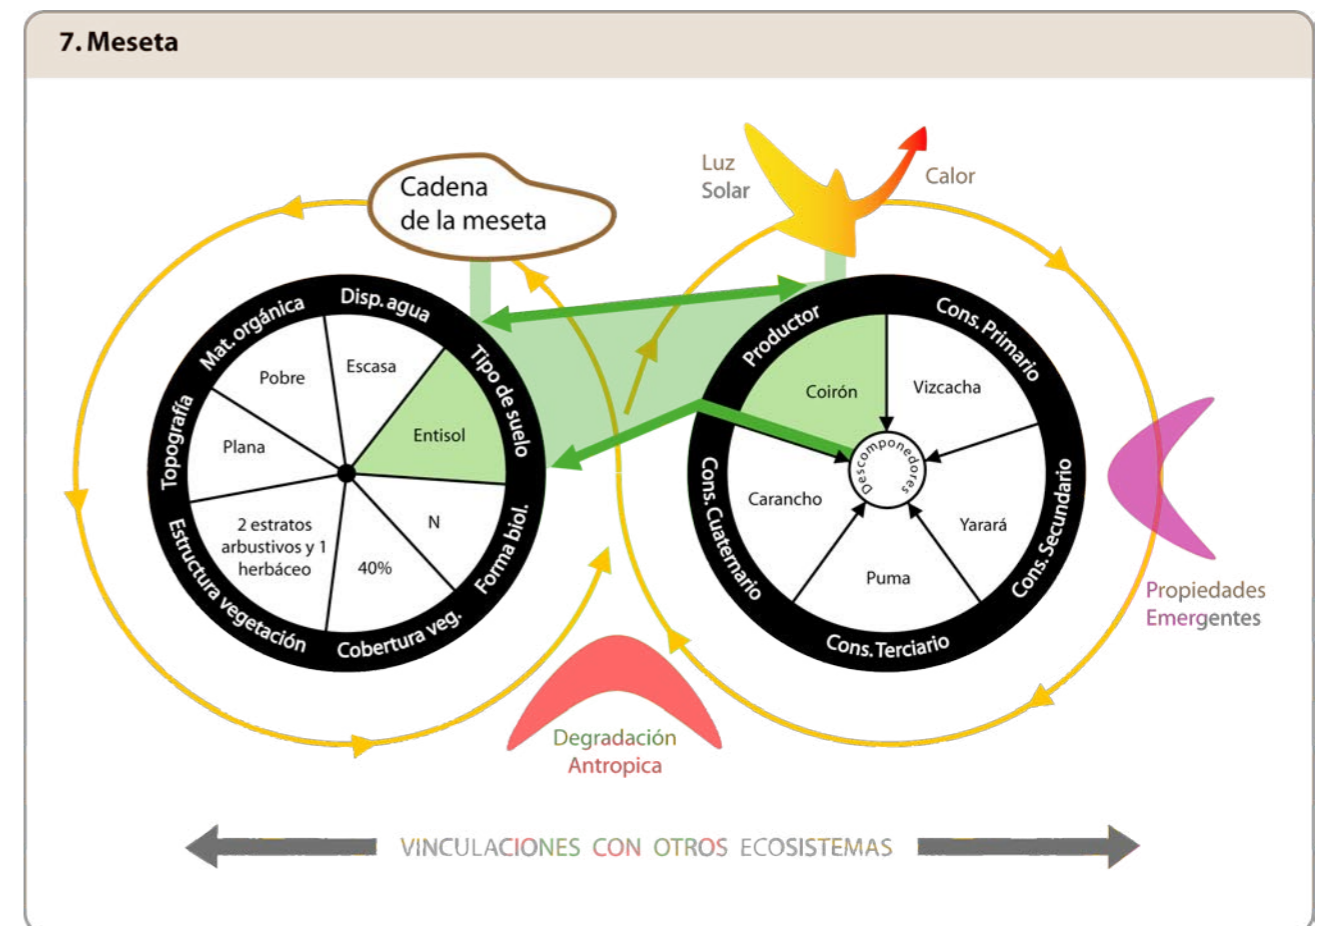 7. Meseta
Cadena
de la meseta
Luz
Solar
Calor
Mat. orgánica
Disp. agua
Tipo de suelo
Forma biol.
Cobertura veg.
Estructura vegetación
Topografía
Pobre
Escasa
Entisol
N
40%
2 estratos
arbustivos y 1
herbáceo
Plana
Productor
Cons. Primario
Cons. Secundario
Cons. Terciario
Cons. Cuaternario
Coirón
Vizcacha
Yarará
Puma
Carancho
Descomponedores
Propiedades
Emergentes
Degradación
Antropica
VINCULACIONES CON OTROS ECOSISTEMAS